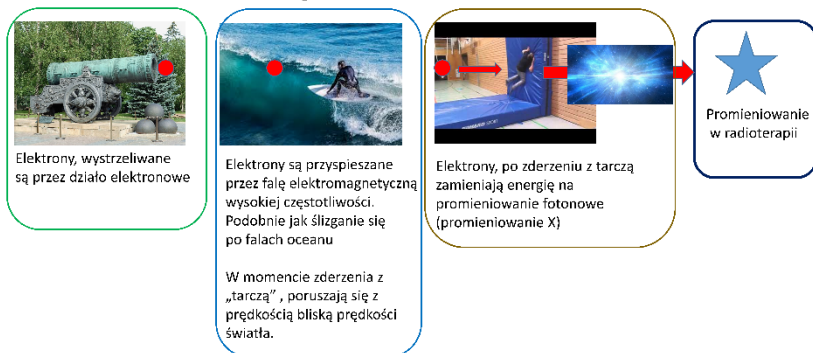 Elektrony, wystrzeliwane
są przez działo elektronowe
Elektrony są przyspieszane
przez falę elektromagnetyczną
wysokiej częstotliwości.
Podobnie jak ślizganie się
po falach oceanu
W momencie zderzenia z
„tarczą” , poruszają się z
prędkością bliską prędkości
światła.
Elektrony, po zderzeniu z tarczą
zamieniają energię na
promieniowanie fotonowe
(promieniowanie X)
Promieniowanie
w radioterapii